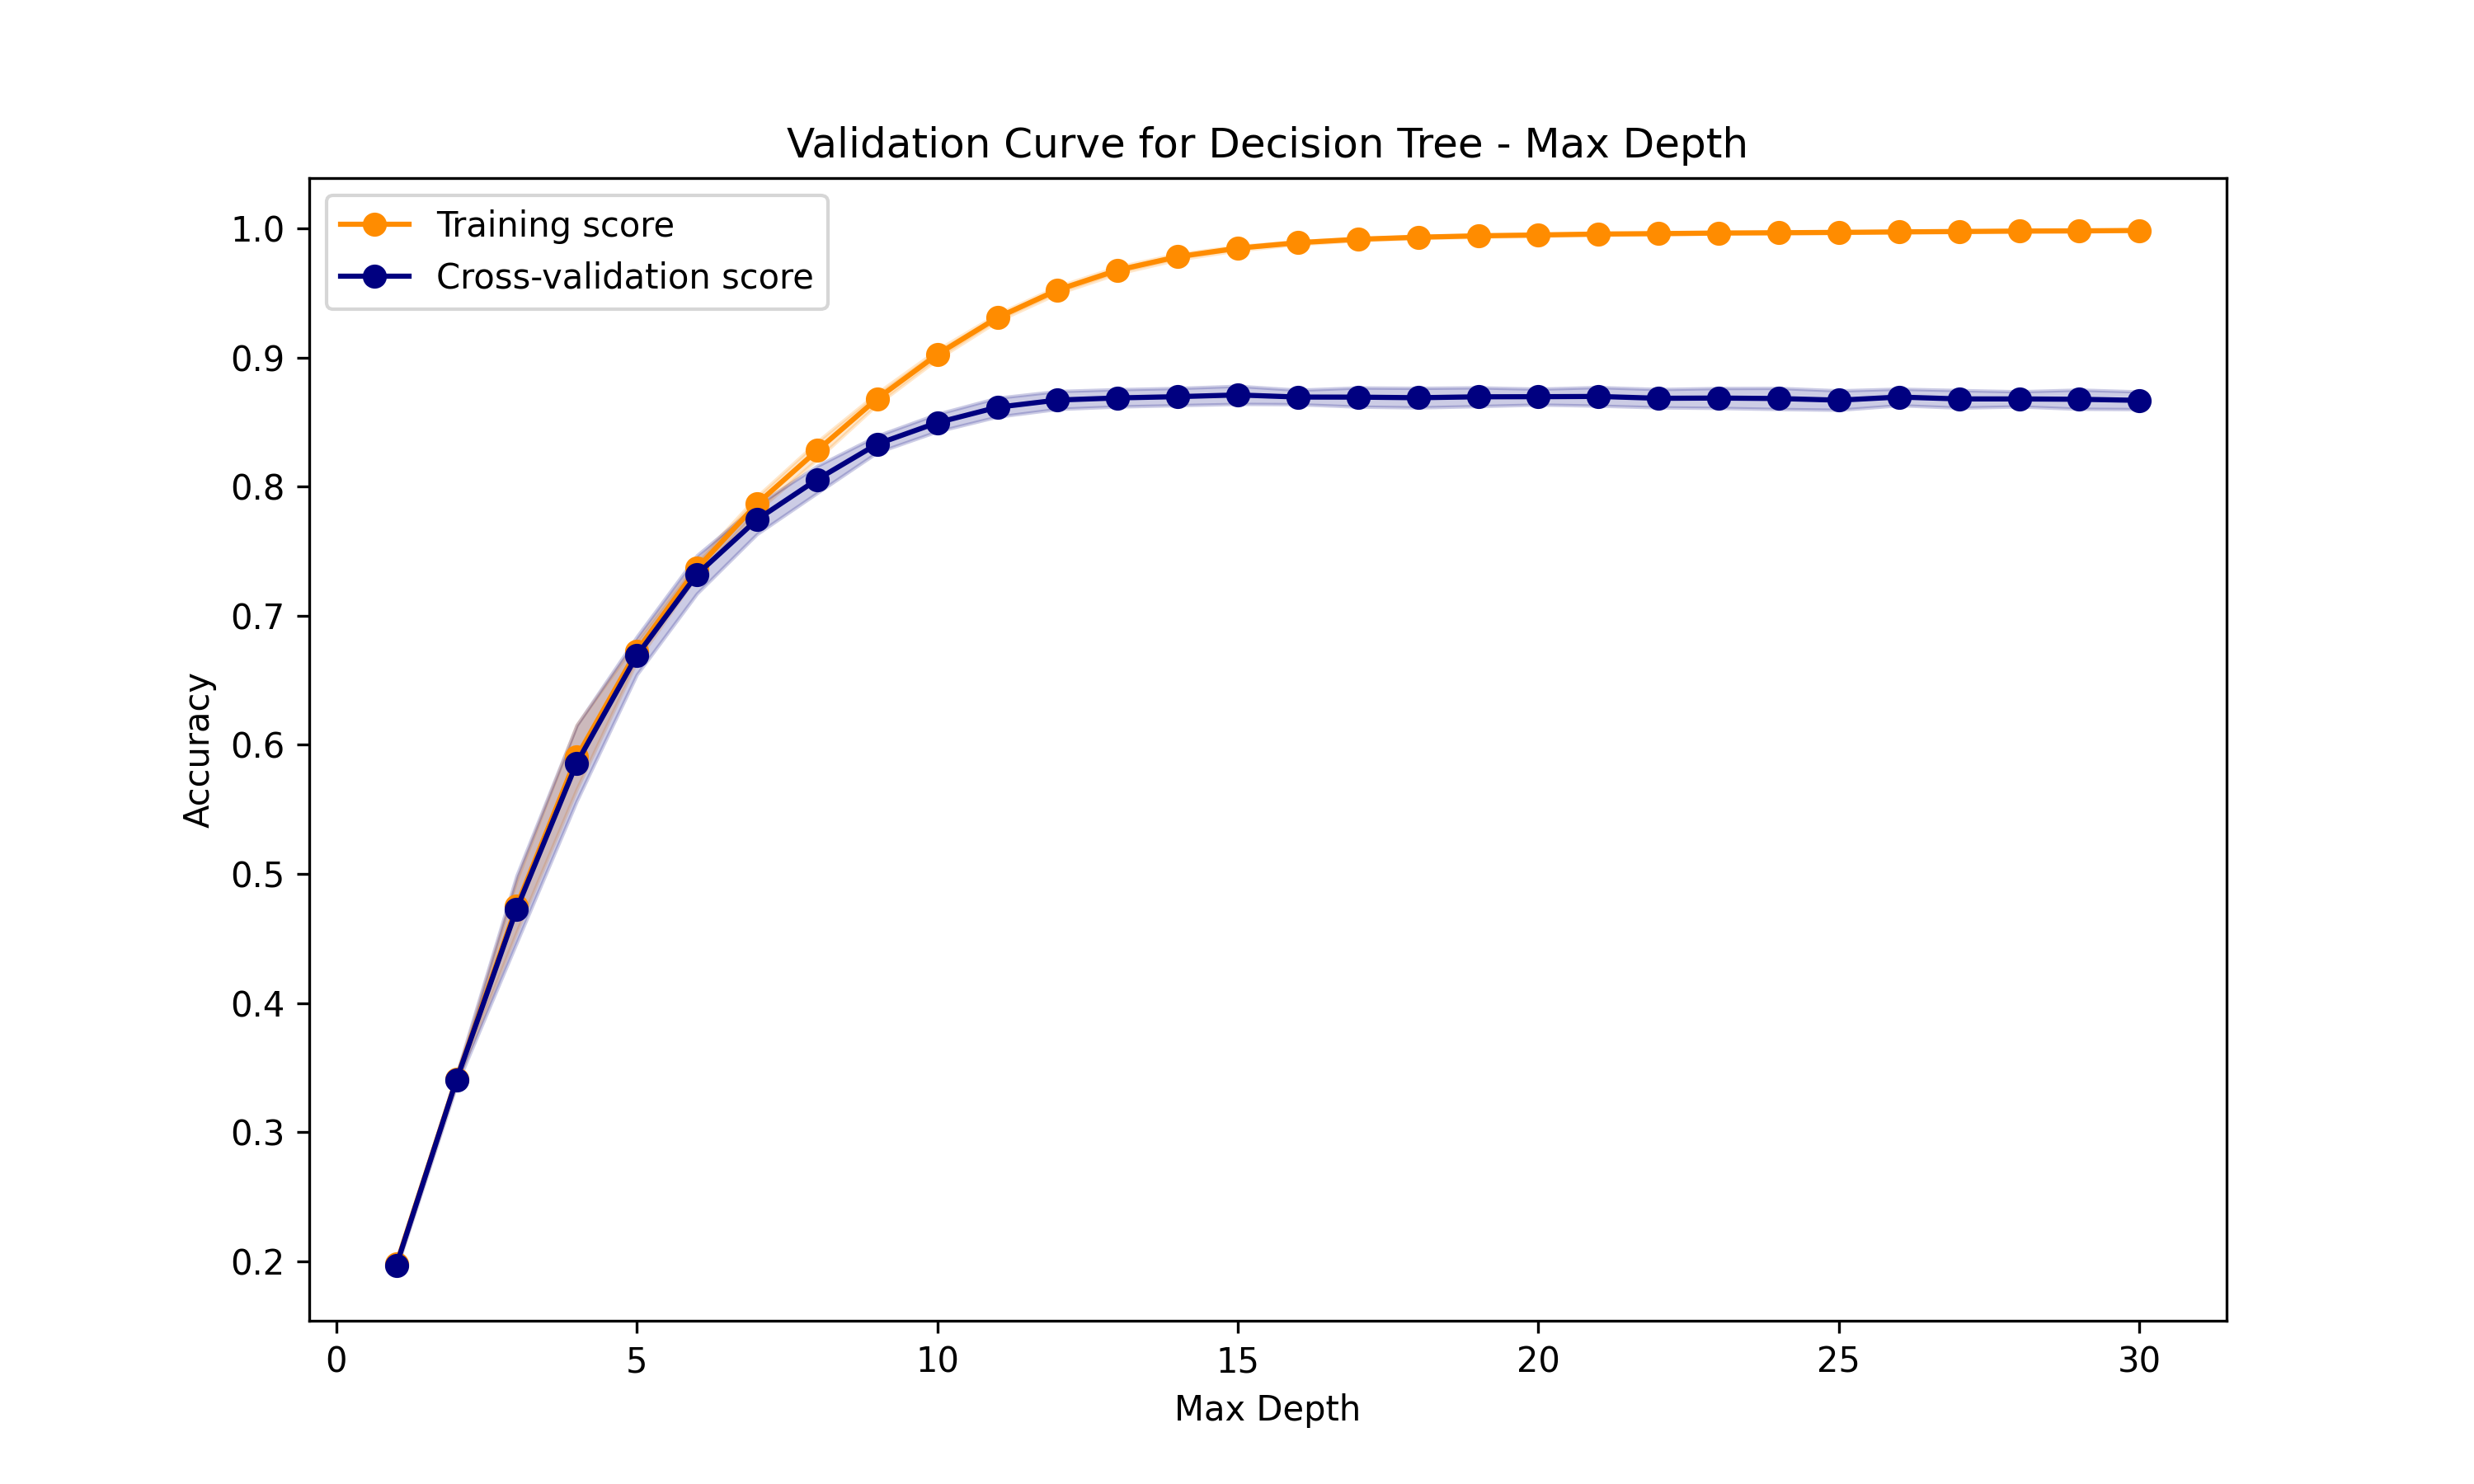 Validation Curve for Decision Tree - Max Depth
Training score
Cross-validation score
1.0
0.9
0.8
0.7
0.6
0.5
0.4
0.3
0.2
Accuracy
0 5 10 15 20 25 30
Max Depth